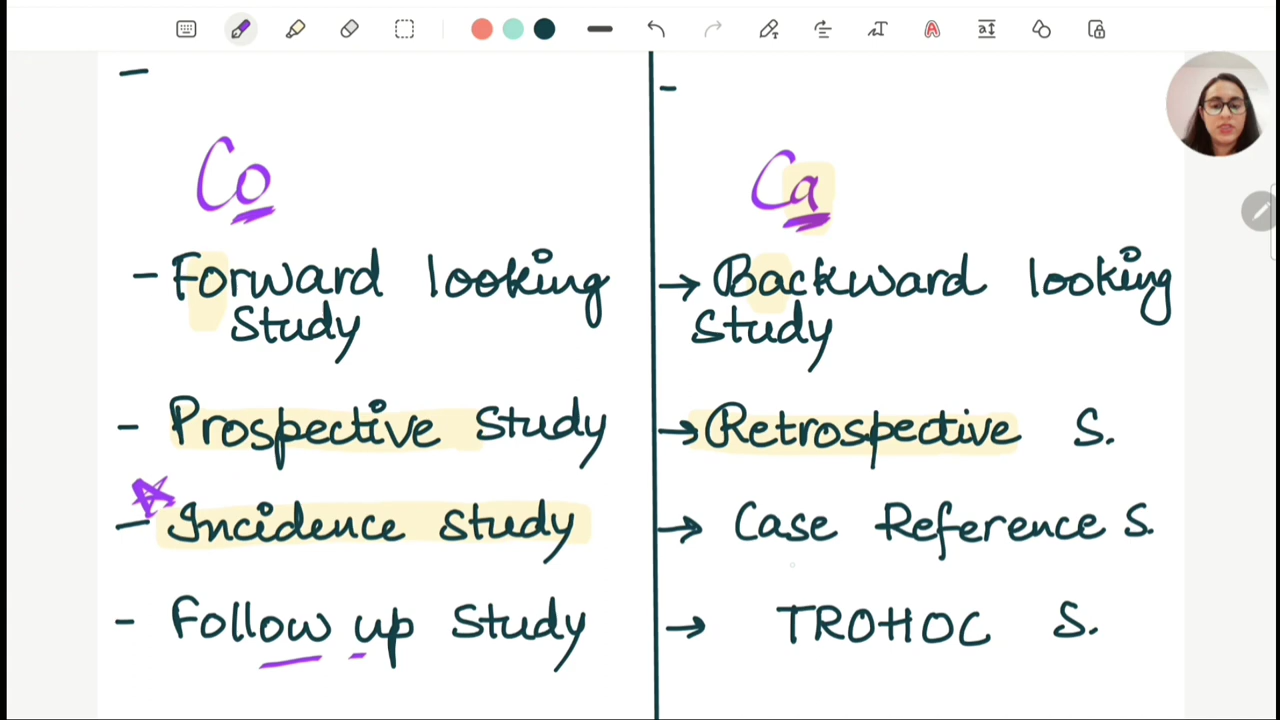 Co
- Forward looking
Study
- Prospective Study
- Incidence study
- Follow up Study
-
Ca
→ Backward looking
study
→ Retrospective S.
→ Case Reference S.
→ TROHOC S.